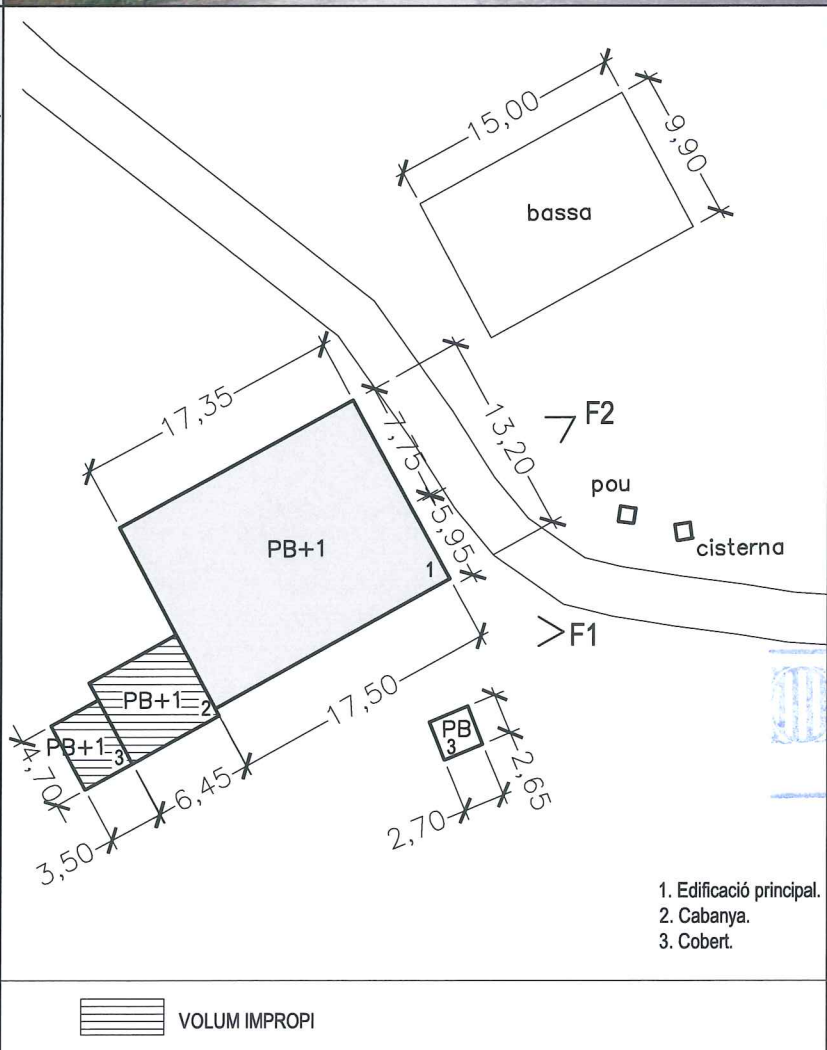 15,00
9,90
bassa
17,35
7,75
13,20
F2
pou
5,95
cisterna
PB+1
1
F1
PB+1
2
17,50
PB
3
PB+1
3
4,70
6,45
2,65
2,70
3,50
1. Edificació principal.
2. Cabanya.
3. Cobert.
VOLUM IMPROPI